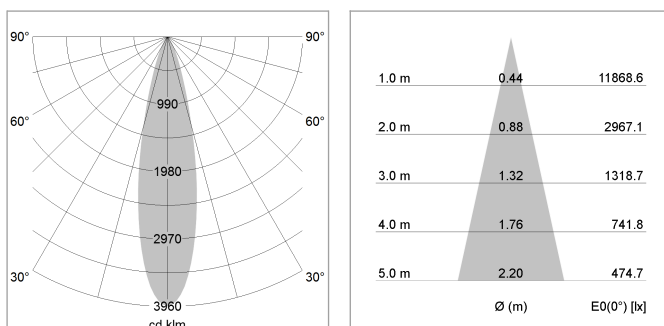 90° 90°
990
60° 60°
1980
2970
30° 30°
3960
cd klm
1.0 m 0.44 11868.6
2.0 m 0.88 2967.1
3.0 m 1.32 1318.7
4.0 m 1.76 741.8
5.0 m 2.20 474.7
Ø (m) E0(0°) [lx]